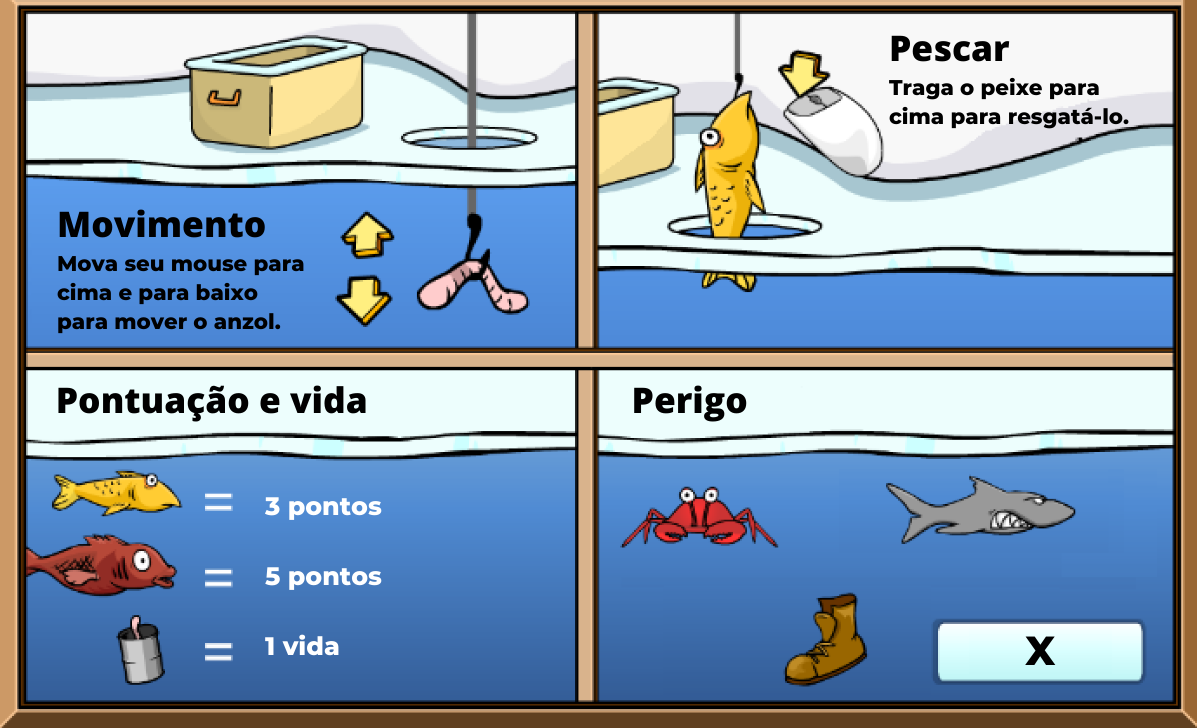 Movimento
Mova seu mouse para
cima e para baixo
para mover o anzol.
Pescar
Traga o peixe para
cima para resgatá-lo.
Pontuação e vida
= 3 pontos
= 5 pontos
= 1 vida
Perigo
X